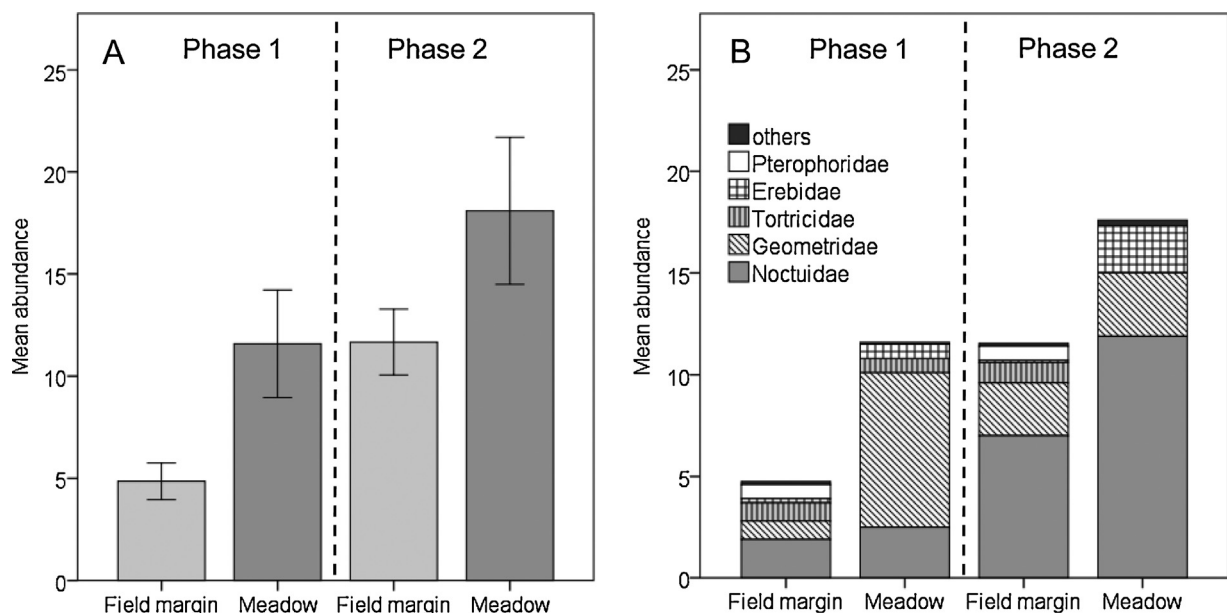 A
Phase 1
Phase 2
25
20
15
10
5
0
Mean abundance
Field margin
Meadow
Field margin
Meadow
B
Phase 1
Phase 2
25
20
15
10
5
0
Mean abundance
others
Pterophoridae
Erebidae
Tortricidae
Geometridae
Noctuidae
Field margin
Meadow
Field margin
Meadow